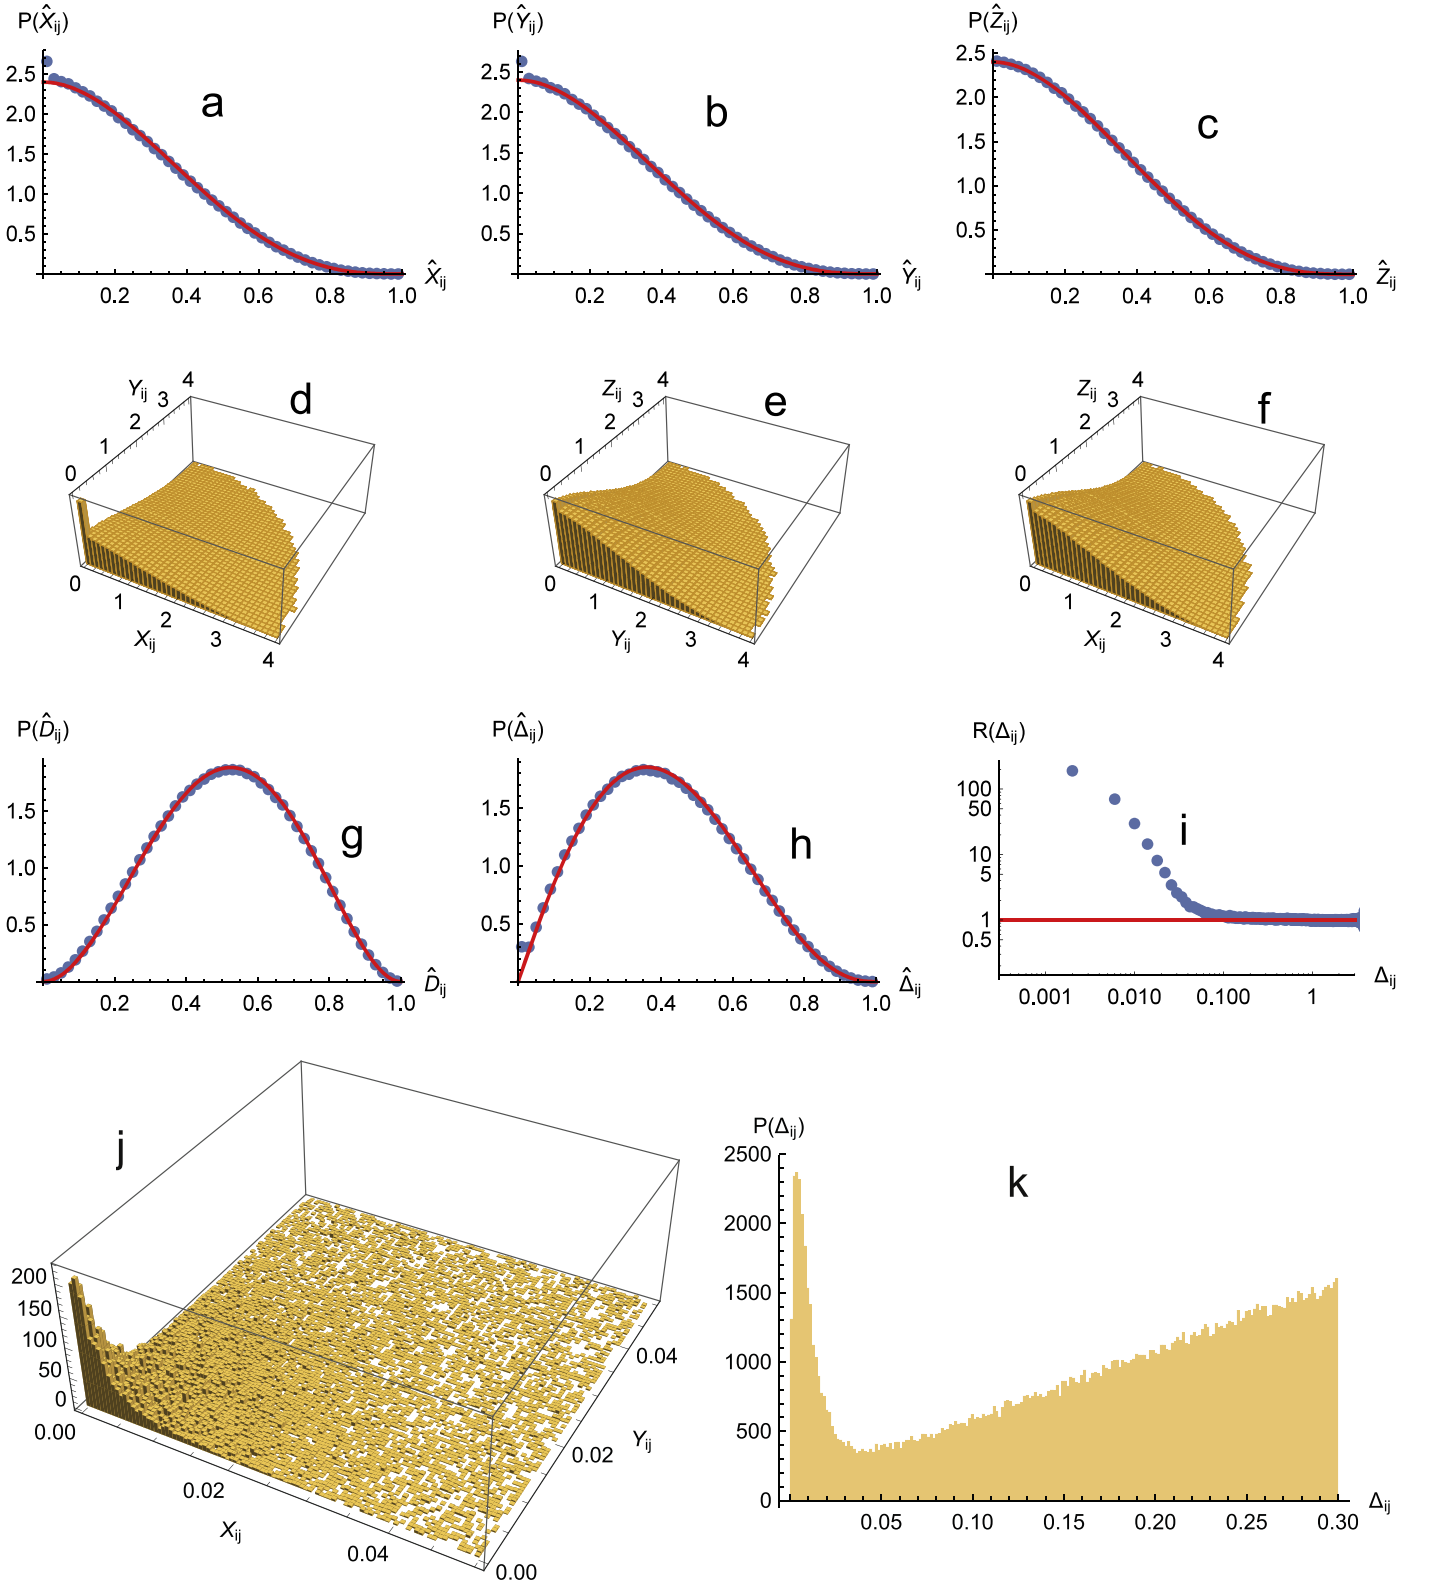 P(X̂ij) P(Ŷij) P(Ẑij)
a b c
2.5 2.0 1.5 1.0 0.5
0.2 0.4 0.6 0.8 1.0 X̂ij
2.5 2.0 1.5 1.0 0.5
0.2 0.4 0.6 0.8 1.0 Ŷij
2.5 2.0 1.5 1.0 0.5
0.2 0.4 0.6 0.8 1.0 Ẑij
d
Yij 0 1 2 3 4
Xij 0 1 2 3 4
e
Zij 0 1 2 3 4
Yij 0 1 2 3 4
f
Zij 0 1 2 3 4
Xij 0 1 2 3 4
P(D̂ij) P(Δ̂ij) R(Δij)
g h i
1.5 1.0 0.5
0.2 0.4 0.6 0.8 1.0 D̂ij
1.5 1.0 0.5
0.2 0.4 0.6 0.8 1.0 Δ̂ij
100 50 10 5 1 0.5
0.001 0.010 0.100 1 Δij
j
200 150 100 50 0
0.00 0.02 0.04
Xij
0.00 0.02 0.04
Yij
P(Δij)
k
2500 2000 1500 1000 500 0
0.05 0.10 0.15 0.20 0.25 0.30 Δij